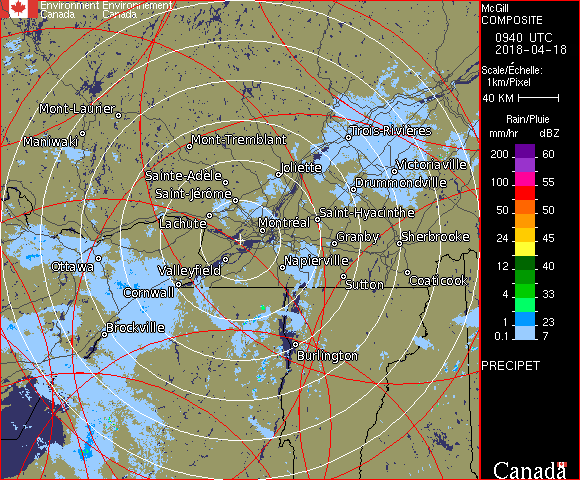 Environment Environnement
Canada Canada
McGill
COMPOSITE
0940 UTC
2018-04-18
Scale/Échelle:
1km/Pixel
40 KM
Rain/Pluie
mm/hr dBZ
200 60
100 55
50 50
24 45
12 40
4 33
1 23
0.1 7
PRECIPET
Canada
Mont-Laurier
Maniwaki
Mont-Tremblant
Trois-Rivières
Joliette
Victoriaville
Sainte-Adèle
Drummondville
Saint-Jérôme
Lachute
Saint-Hyacinthe
Montréal
Granby
Sherbrooke
Ottawa
Valleyfield
Napierville
Cornwall
Sutton
Coaticook
Brockville
Burlington